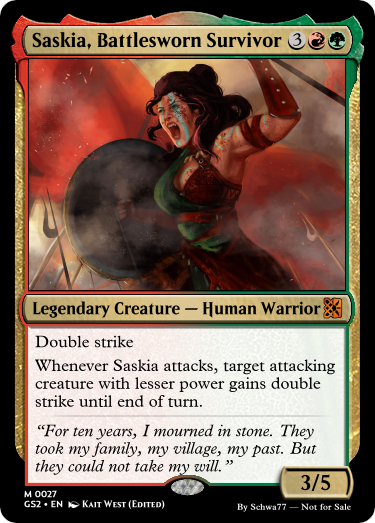 Saskia, Battlesworn Survivor 3
Legendary Creature — Human Warrior
Double strike
Whenever Saskia attacks, target attacking
creature with lesser power gains double
strike until end of turn.
“For ten years, I mourned in stone. They
took my family, my village, my past. But
they could not take my will.”
3/5
M 0027
GS2 • EN Kait West (Edited)
By Schwa77 — Not for Sale